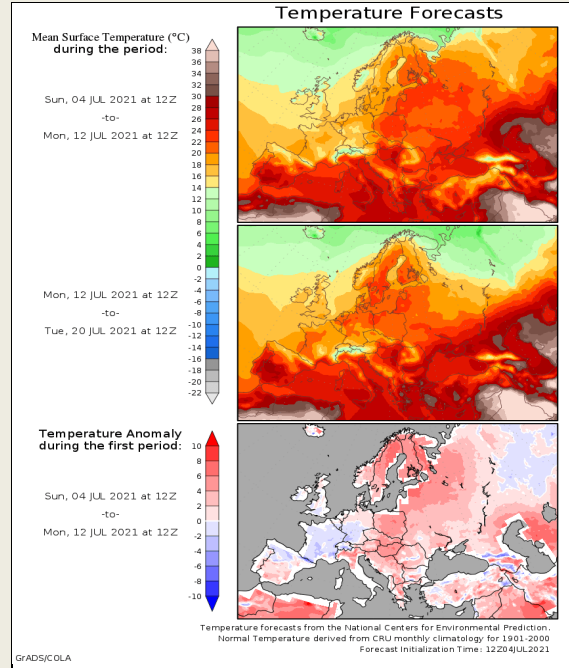 Temperature Forecasts
Mean Surface Temperature (°C)
during the period:
Sun, 04 JUL 2021 at 12Z
-to-
Mon, 12 JUL 2021 at 12Z
38
36
34
32
30
28
26
24
22
20
18
16
14
12
10
8
6
4
2
0
-2
-4
-6
-8
-10
-12
-14
-16
-18
-20
-22
Mon, 12 JUL 2021 at 12Z
-to-
Tue, 20 JUL 2021 at 12Z
Temperature Anomaly
during the first period:
Sun, 04 JUL 2021 at 12Z
-to-
Mon, 12 JUL 2021 at 12Z
10
8
6
4
2
0
-2
-4
-6
-8
-10
Temperature forecasts from the National Centers for Environmental Prediction.
Normal Temperature derived from CRU monthly climatology for 1901-2000
Forecast Initialization Time: 12Z04JUL2021
GrADS/COLA